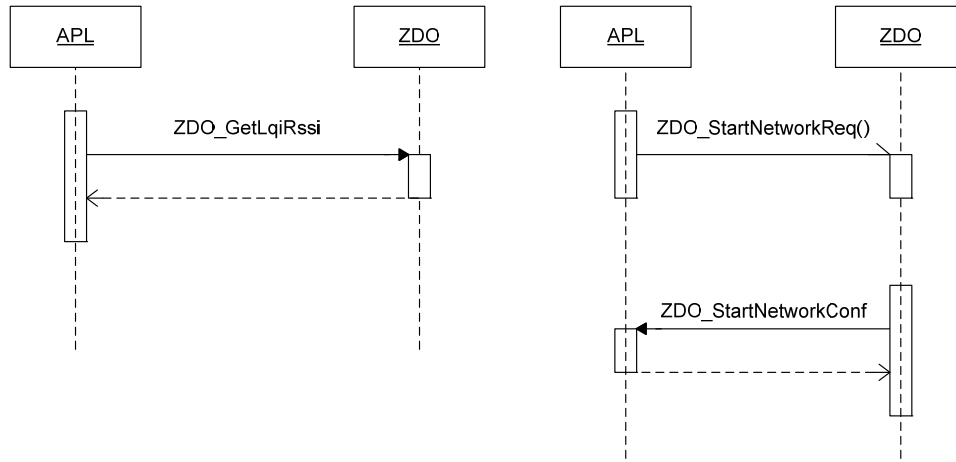 APL
ZDO
APL
ZDO
ZDO_GetLqiRssi
ZDO_StartNetworkReq()
ZDO_StartNetworkConf